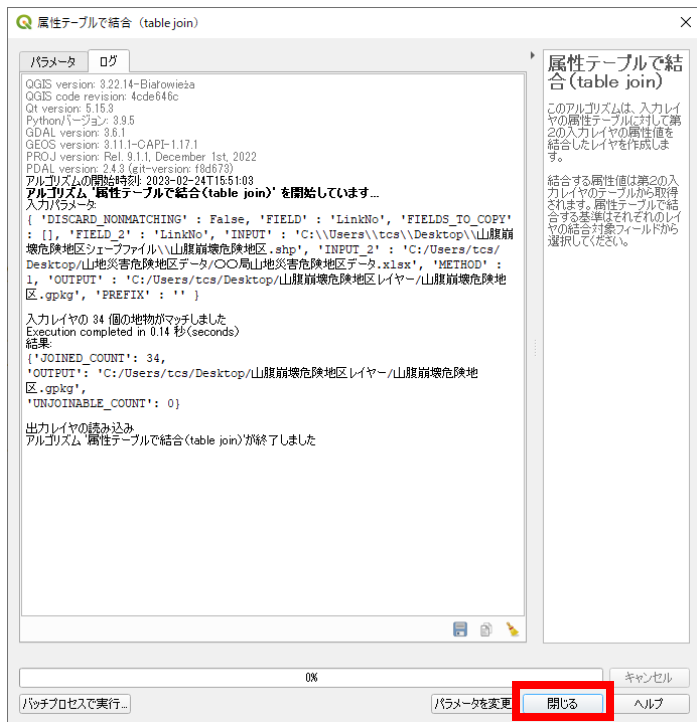 属性テーブルで結合 (table join)
パラメータ
ログ
QGIS version: 3.22.14-Białowieża
QGIS code revision: 4cde646c
Qt version: 5.15.3
Pythonバージョン: 3.9.5
GDAL version: 3.6.1
GEOS version: 3.11.1-CAPI-1.17.1
PROJ version: Rel. 9.1.1, December 1st, 2022
PDAL version: 2.4.3 (git-version: f8d673)
アルゴリズムの開始時刻: 2023-02-24T15:51:03
アルゴリズム '属性テーブルで結合(table join)' を開始しています…
入力パラメータ:
{ 'DISCARD_NONMATCHING' : False, 'FIELD' : 'LinkNo', 'FIELDS_TO_COPY'
: [], 'FIELD_2' : 'LinkNo', 'INPUT' : 'C:\\Users\\tcs\\Desktop\\山腹崩
壊危険地区シェープファイル\\山腹崩壊危険地区.shp', 'INPUT_2' : 'C:/Users/tcs/
Desktop/山地災害危険地区データ/〇〇局山地災害危険地区データ.xlsx', 'METHOD' :
1, 'OUTPUT' : 'C:/Users/tcs/Desktop/山腹崩壊危険地区レイヤー/山腹崩壊危険地
区.gpkg', 'PREFIX' : '' }
入力レイヤの 34 個の地物がマッチしました
Execution completed in 0.14 秒(seconds)
結果:
{'JOINED_COUNT': 34,
'OUTPUT': 'C:/Users/tcs/Desktop/山腹崩壊危険地区レイヤー/山腹崩壊危険地
区.gpkg',
'UNJOINABLE_COUNT': 0}
出力レイヤの読み込み
アルゴリズム '属性テーブルで結合(table join)'が終了しました
属性テーブルで結
合(table join)
このアルゴリズムは、入力レイ
ヤの属性テーブルに対して第
2の入力レイヤの属性値を
結合したレイヤを作成しま
す。
結合する属性値は第2の入
力レイヤのテーブルから取得
されます。属性テーブルで結
合する基準はそれぞれのレイ
ヤの結合対象フィールドから
選択してください。
0%
キャンセル
バッチプロセスで実行…
パラメータを変更
閉じる
ヘルプ